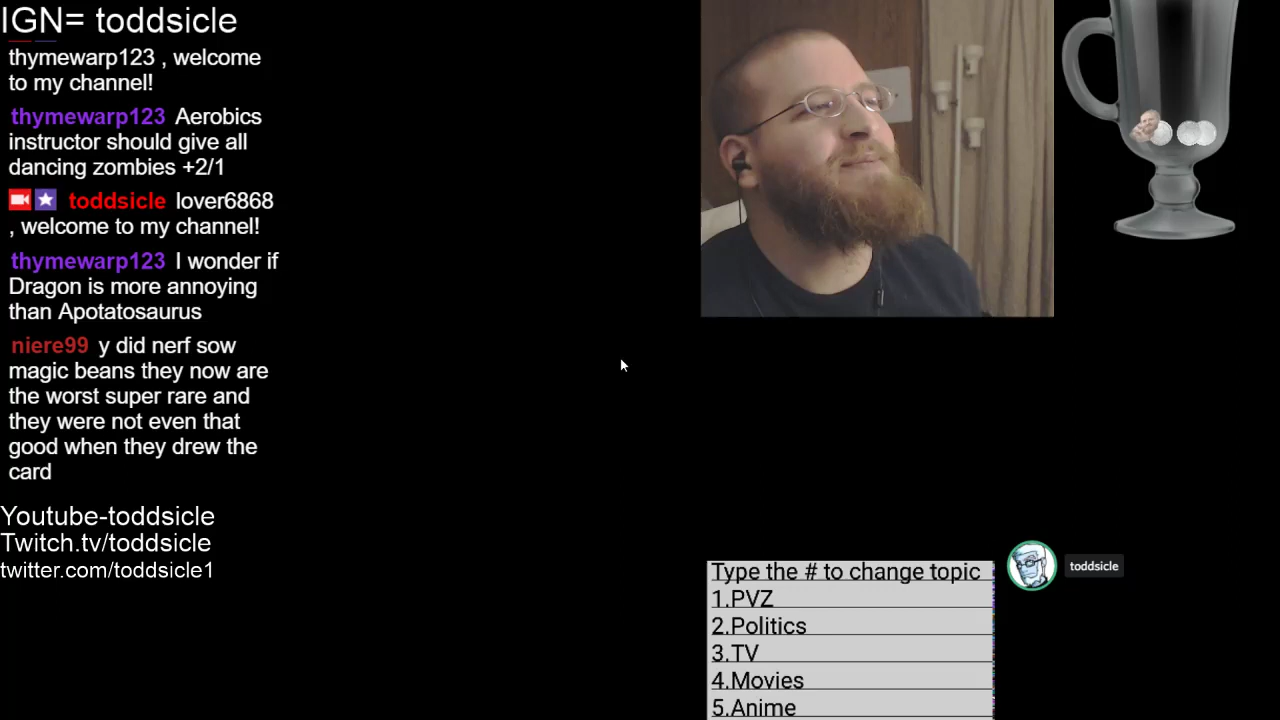 IGN= toddsicle
thymewarp123 , welcome
to my channel!
thymewarp123 Aerobics
instructor should give all
dancing zombies +2/1
toddsicle lover6868
, welcome to my channel!
thymewarp123 I wonder if
Dragon is more annoying
than Apotatosaurus
niere99 y did nerf sow
magic beans they now are
the worst super rare and
they were not even that
good when they drew the
card
Youtube-toddsicle
Twitch.tv/toddsicle
twitter.com/toddsicle1
Type the # to change topic
1.PVZ
2.Politics
3.TV
4.Movies
5.Anime
toddsicle